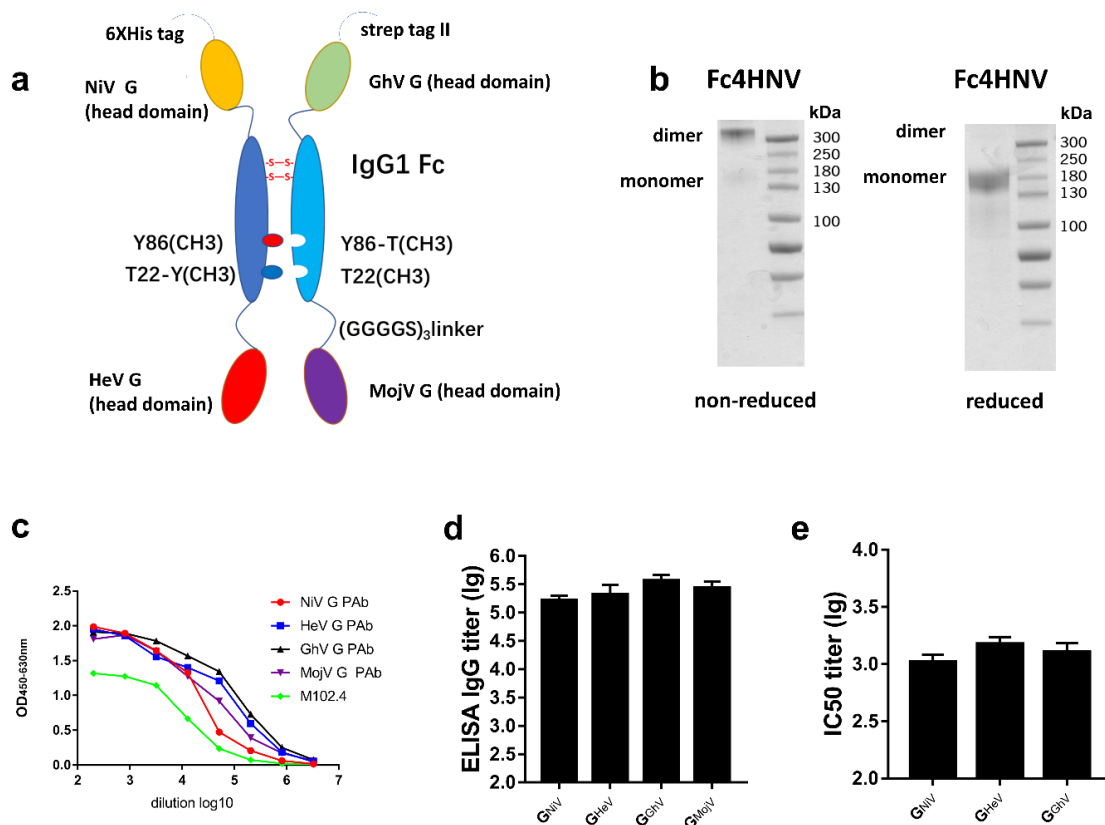 a
6XHis tag
strep tag II
NiV G
(head domain)
GhV G (head domain)
-S-S-
-S-S-
IgG1 Fc
Y86(CH3)
Y86-T(CH3)
T22-Y(CH3)
T22(CH3)
(GGGGS)3linker
HeV G
(head domain)
MojV G (head domain)
b
Fc4HNV
kDa
dimer
monomer
300
250
180
130
100
non-reduced
Fc4HNV
kDa
dimer
monomer
300
250
180
130
100
reduced
c
OD450-630nm
2.5
2.0
1.5
1.0
0.5
0.0
2
3
4
5
6
7
dilution log10
NiV G PAb
HeV G PAb
GhV G PAb
MojV G PAb
M102.4
d
ELISA IgG titer (lg)
6.0
5.5
5.0
4.5
4.0
3.5
3.0
2.5
2.0
GNiV
GHeV
GGhV
GMojV
e
IC50 titer (lg)
4.0
3.5
3.0
2.5
2.0
GNiV
GHeV
GGhV